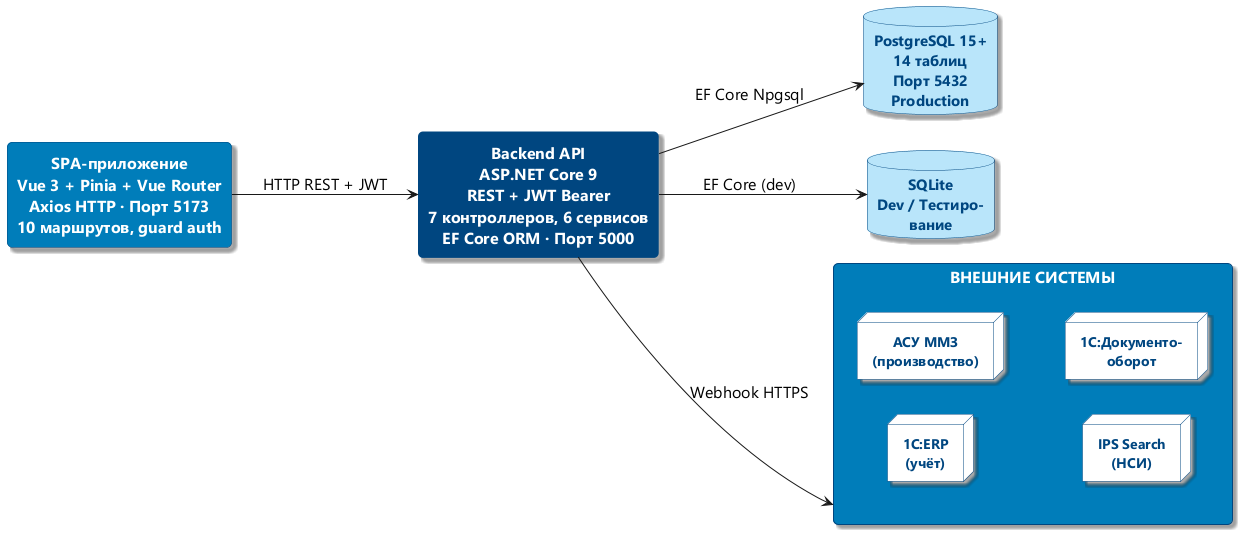 SPA-приложение
Vue 3 + Pinia + Vue Router
Axios HTTP · Порт 5173
10 маршрутов, guard auth
HTTP REST + JWT
Backend API
ASP.NET Core 9
REST + JWT Bearer
7 контроллеров, 6 сервисов
EF Core ORM · Порт 5000
EF Core Npgsql
PostgreSQL 15+
14 таблиц
Порт 5432
Production
EF Core (dev)
SQLite
Dev / Тестиро-
вание
Webhook HTTPS
ВНЕШНИЕ СИСТЕМЫ
АСУ ММЗ
(производство)
1С:Документо-
оборот
1С:ERP
(учёт)
IPS Search
(НСИ)